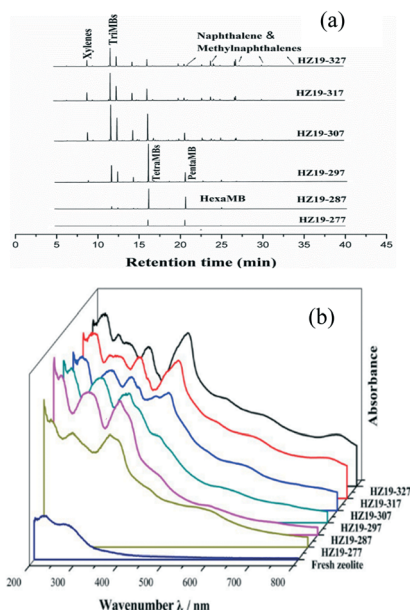 (a)
Xylenes
TriMBs
Naphthalene &
Methylnaphthalenes
HZ19-327
HZ19-317
HZ19-307
TetraMBs
PentaMB
HZ19-297
HexaMB
HZ19-287
HZ19-277
0 5 10 15 20 25 30 35 40 45
Retention time (min)
(b)
Absorbance
HZ19-327
HZ19-317
HZ19-307
HZ19-297
HZ19-287
HZ19-277
Fresh zeolite
200 300 400 500 600 700 800
Wavenumber λ / nm